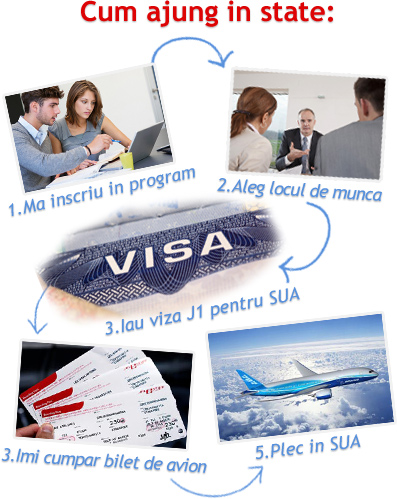 Cum ajung in state:
1.Ma inscriu in program
2.Aleg locul de munca
VISA
3.Iau viza J1 pentru SUA
3.Imi cumpar bilet de avion
5.Plec in SUA